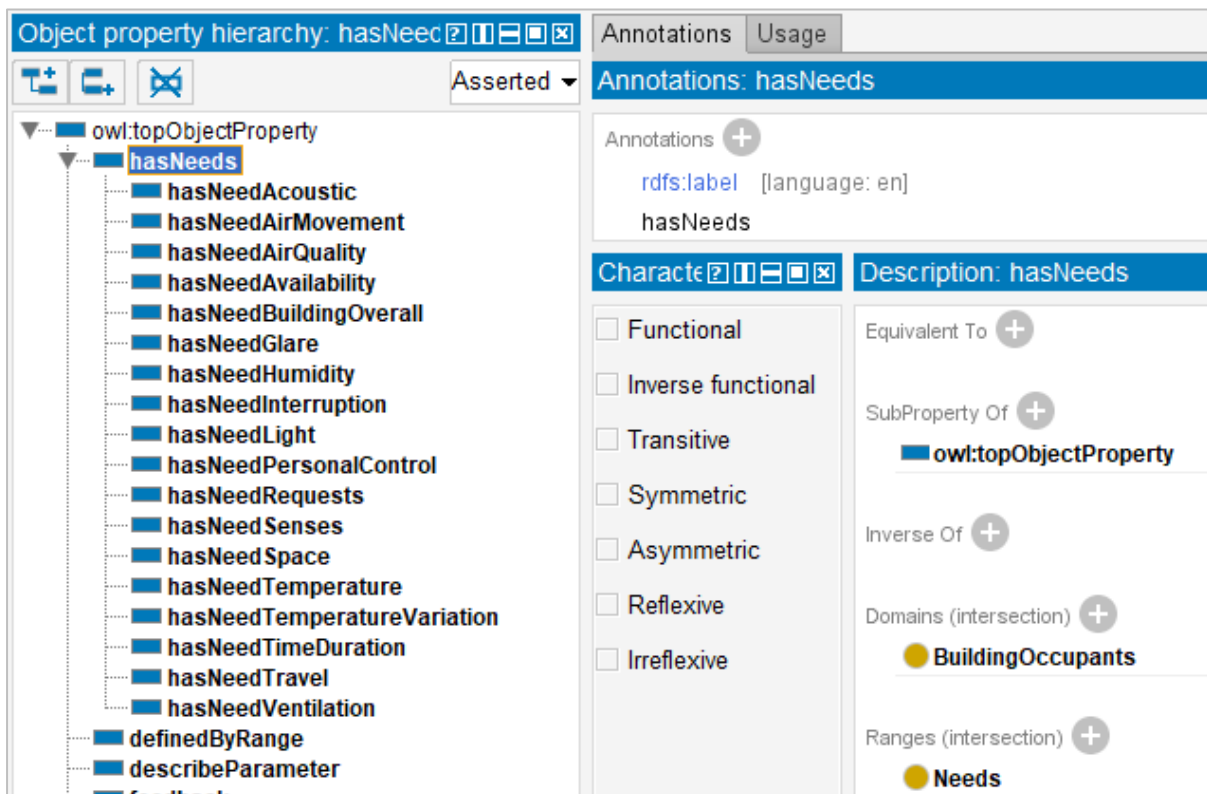 Object property hierarchy: hasNeed
Asserted
owl:topObjectProperty
hasNeeds
hasNeedAcoustic
hasNeedAirMovement
hasNeedAirQuality
hasNeedAvailability
hasNeedBuildingOverall
hasNeedGlare
hasNeedHumidity
hasNeedInterruption
hasNeedLight
hasNeedPersonalControl
hasNeedRequests
hasNeedSenses
hasNeedSpace
hasNeedTemperature
hasNeedTemperatureVariation
hasNeedTimeDuration
hasNeedTravel
hasNeedVentilation
definedByRange
describeParameter
Annotations Usage
Annotations: hasNeeds
Annotations
rdfs:label [language: en]
hasNeeds
Characte
Functional
Inverse functional
Transitive
Symmetric
Asymmetric
Reflexive
Irreflexive
Description: hasNeeds
Equivalent To
SubProperty Of
owl:topObjectProperty
Inverse Of
Domains (intersection)
BuildingOccupants
Ranges (intersection)
Needs